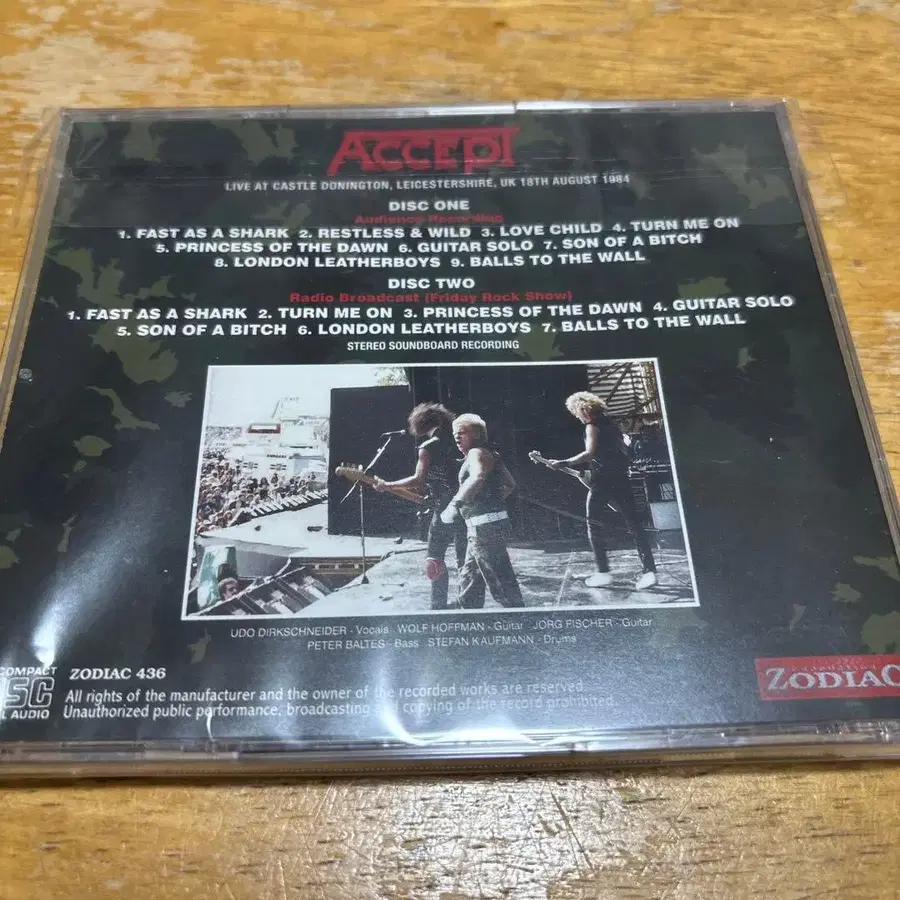 ACCEPT
LIVE AT CASTLE DONINGTON, LEICESTERSHIRE, UK 18TH AUGUST 1984
DISC ONE
Audience Recording
1. FAST AS A SHARK 2. RESTLESS & WILD 3. LOVE CHILD 4. TURN ME ON
5. PRINCESS OF THE DAWN 6. GUITAR SOLO 7. SON OF A BITCH
8. LONDON LEATHERBOYS 9. BALLS TO THE WALL
DISC TWO
Radio Broadcast (Friday Rock Show)
1. FAST AS A SHARK 2. TURN ME ON 3. PRINCESS OF THE DAWN 4. GUITAR SOLO
5. SON OF A BITCH 6. LONDON LEATHERBOYS 7. BALLS TO THE WALL
STEREO SOUNDBOARD RECORDING
UDO DIRKSCHNEIDER - Vocals WOLF HOFFMAN - Guitar JORG FISCHER - Guitar
PETER BALTES - Bass STEFAN KAUFMANN - Drums
COMPACT
ZODIAC 436
All rights of the manufacturer and the owner of the recorded works are reserved.
Unauthorized public performance, broadcasting and copying of the record prohibited.
AUDIO
ZODIAC